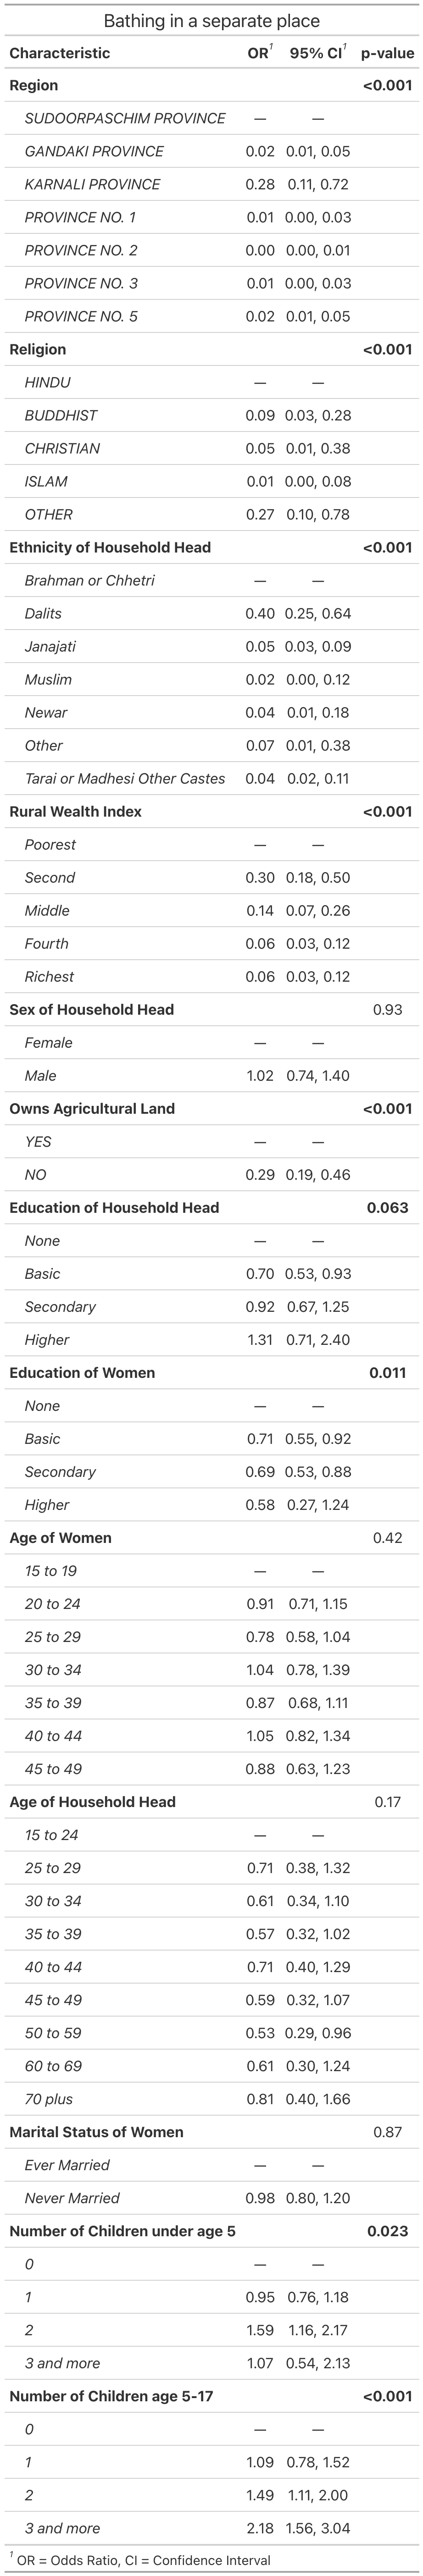 Bathing in a separate place
Characteristic OR¹ 95% CI¹ p-value
Region <0.001
SUDOORPASCHIM PROVINCE — —
GANDAKI PROVINCE 0.02 0.01, 0.05
KARNALI PROVINCE 0.28 0.11, 0.72
PROVINCE NO. 1 0.01 0.00, 0.03
PROVINCE NO. 2 0.00 0.00, 0.01
PROVINCE NO. 3 0.01 0.00, 0.03
PROVINCE NO. 5 0.02 0.01, 0.05
Religion <0.001
HINDU — —
BUDDHIST 0.09 0.03, 0.28
CHRISTIAN 0.05 0.01, 0.38
ISLAM 0.01 0.00, 0.08
OTHER 0.27 0.10, 0.78
Ethnicity of Household Head <0.001
Brahman or Chhetri — —
Dalits 0.40 0.25, 0.64
Janajati 0.05 0.03, 0.09
Muslim 0.02 0.00, 0.12
Newar 0.04 0.01, 0.18
Other 0.07 0.01, 0.38
Tarai or Madhesi Other Castes 0.04 0.02, 0.11
Rural Wealth Index <0.001
Poorest — —
Second 0.30 0.18, 0.50
Middle 0.14 0.07, 0.26
Fourth 0.06 0.03, 0.12
Richest 0.06 0.03, 0.12
Sex of Household Head 0.93
Female — —
Male 1.02 0.74, 1.40
Owns Agricultural Land <0.001
YES — —
NO 0.29 0.19, 0.46
Education of Household Head 0.063
None — —
Basic 0.70 0.53, 0.93
Secondary 0.92 0.67, 1.25
Higher 1.31 0.71, 2.40
Education of Women 0.011
None — —
Basic 0.71 0.55, 0.92
Secondary 0.69 0.53, 0.88
Higher 0.58 0.27, 1.24
Age of Women 0.42
15 to 19 — —
20 to 24 0.91 0.71, 1.15
25 to 29 0.78 0.58, 1.04
30 to 34 1.04 0.78, 1.39
35 to 39 0.87 0.68, 1.11
40 to 44 1.05 0.82, 1.34
45 to 49 0.88 0.63, 1.23
Age of Household Head 0.17
15 to 24 — —
25 to 29 0.71 0.38, 1.32
30 to 34 0.61 0.34, 1.10
35 to 39 0.57 0.32, 1.02
40 to 44 0.71 0.40, 1.29
45 to 49 0.59 0.32, 1.07
50 to 59 0.53 0.29, 0.96
60 to 69 0.61 0.30, 1.24
70 plus 0.81 0.40, 1.66
Marital Status of Women 0.87
Ever Married — —
Never Married 0.98 0.80, 1.20
Number of Children under age 5 0.023
0 — —
1 0.95 0.76, 1.18
2 1.59 1.16, 2.17
3 and more 1.07 0.54, 2.13
Number of Children age 5-17 <0.001
0 — —
1 1.09 0.78, 1.52
2 1.49 1.11, 2.00
3 and more 2.18 1.56, 3.04
¹ OR = Odds Ratio, CI = Confidence Interval